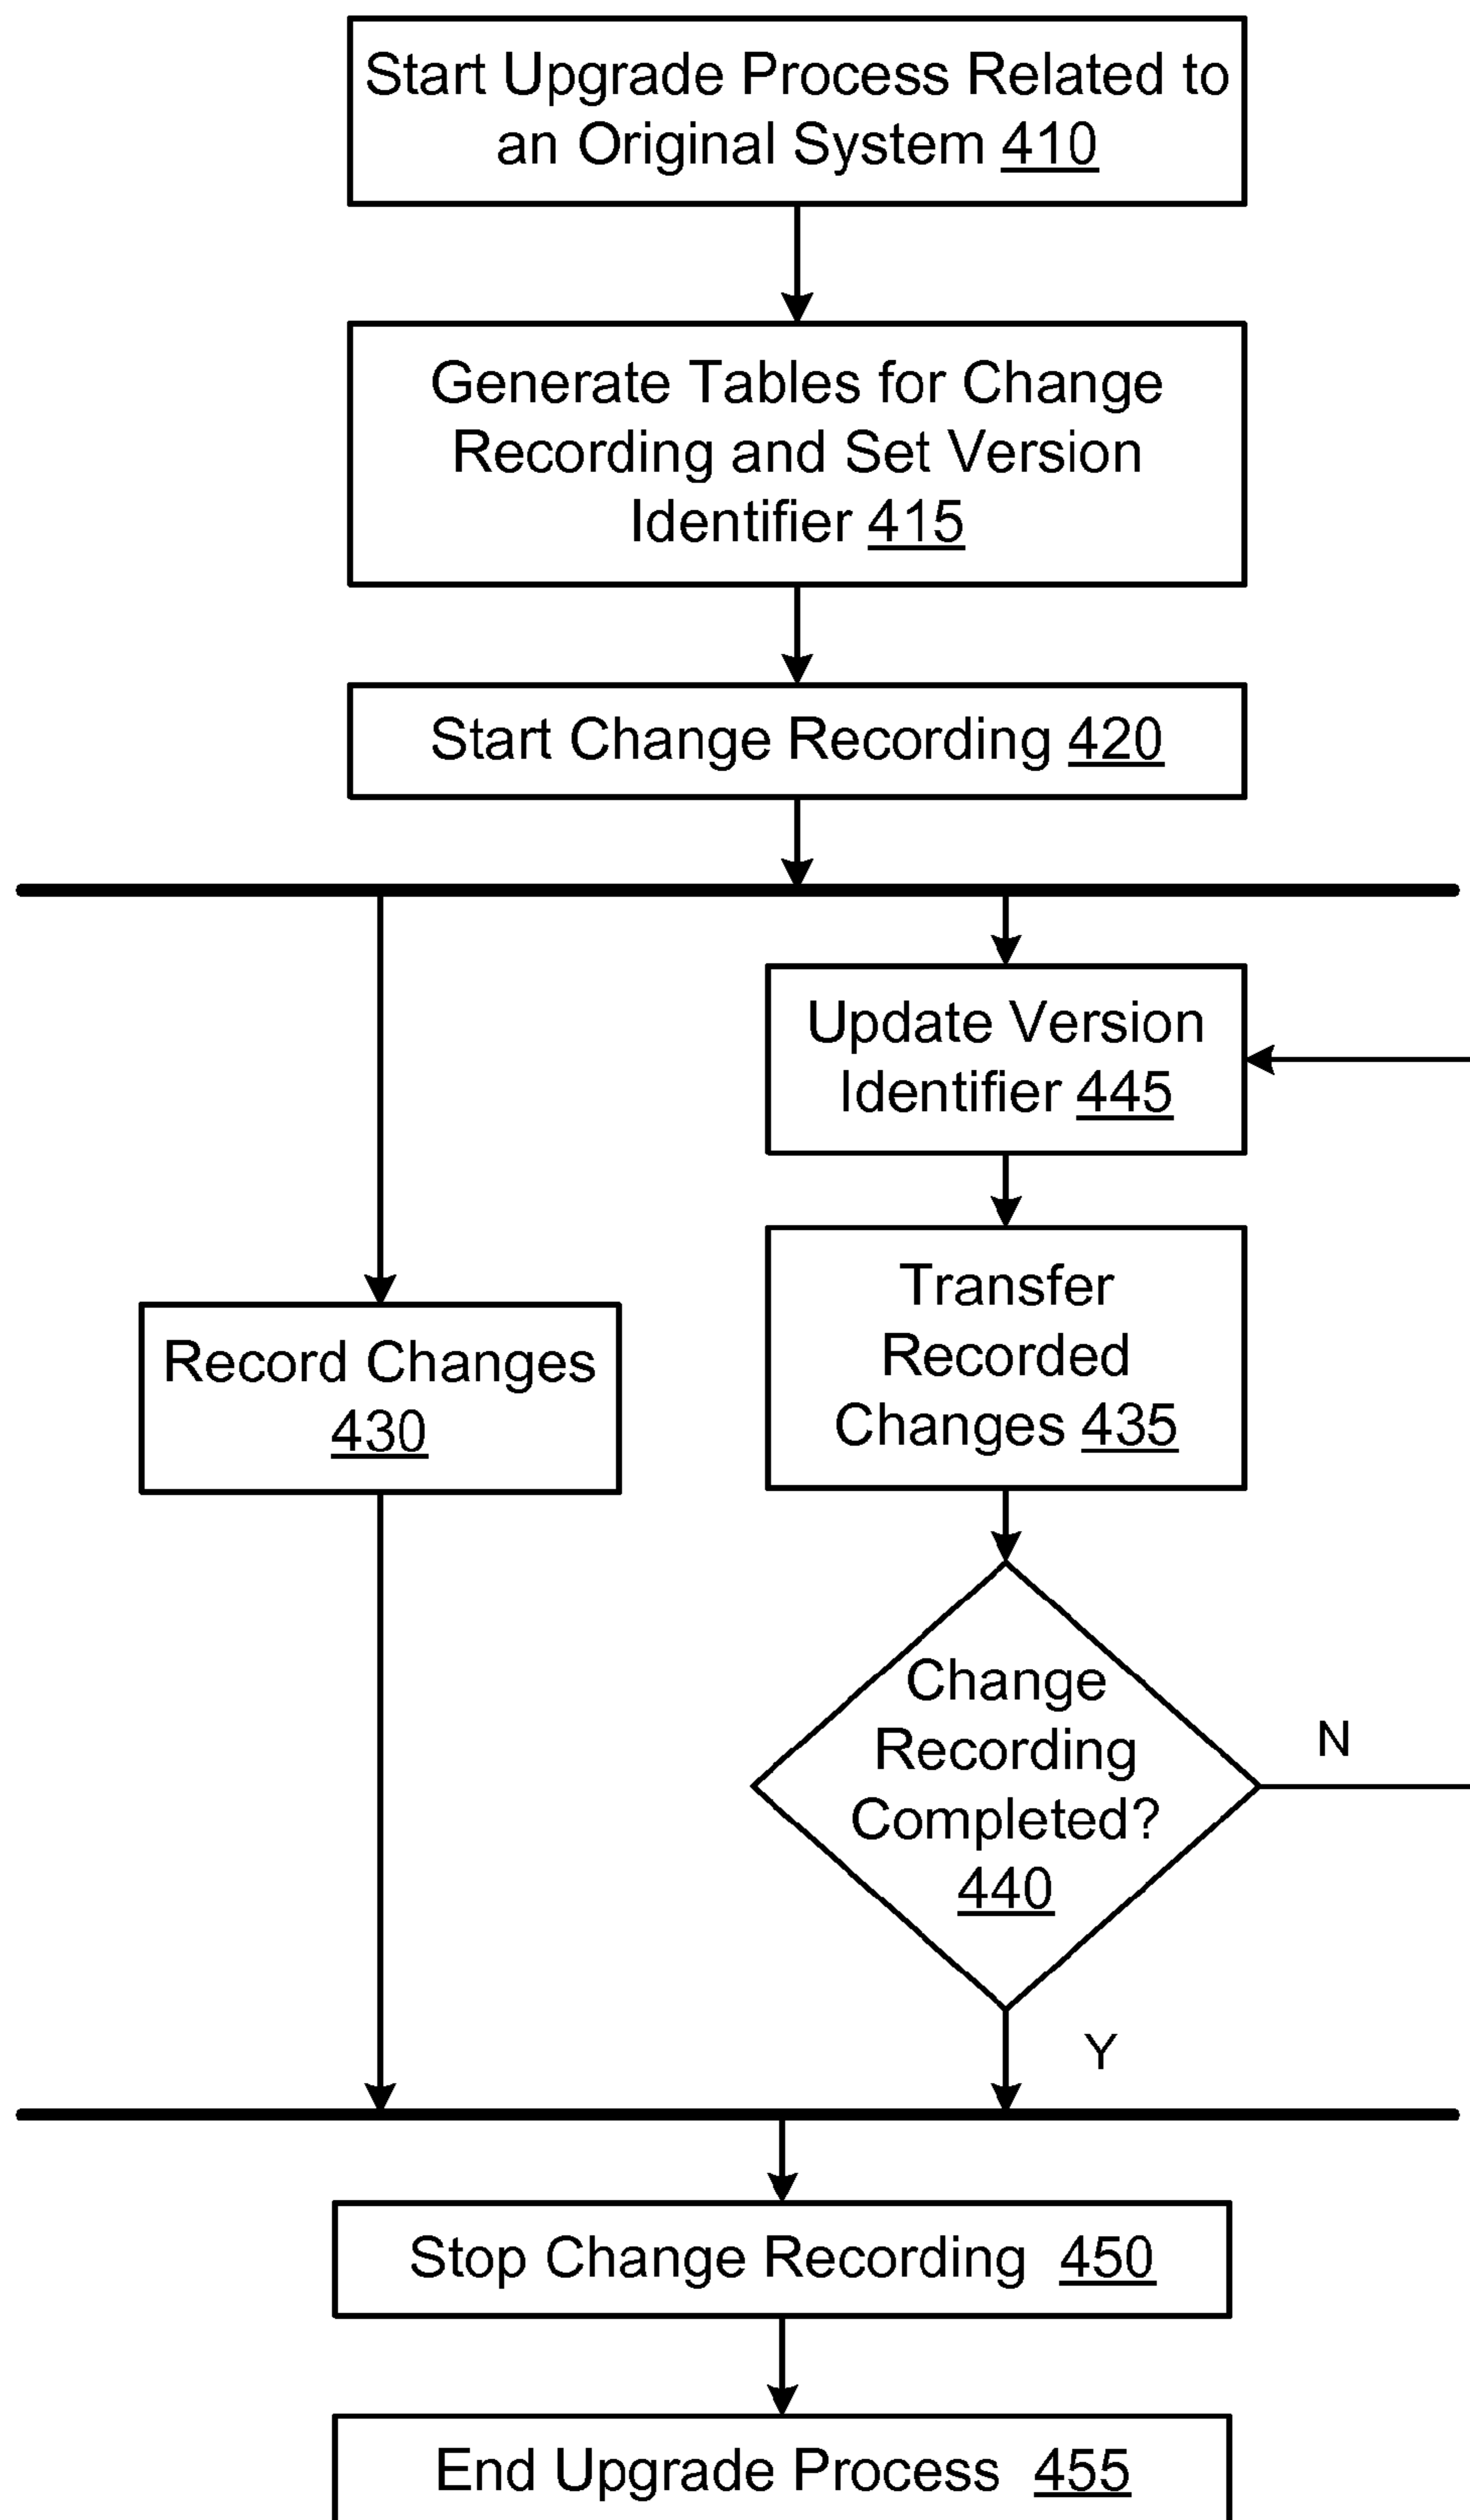 Start Upgrade Process Related to
an Original System 410
Generate Tables for Change
Recording and Set Version
Identifier 415
Start Change Recording 420
Update Version
Identifier 445
Transfer
Recorded
Changes 435
Record Changes
430
Change
Recording
Completed?
440
N
Y
Stop Change Recording 450
End Upgrade Process 455